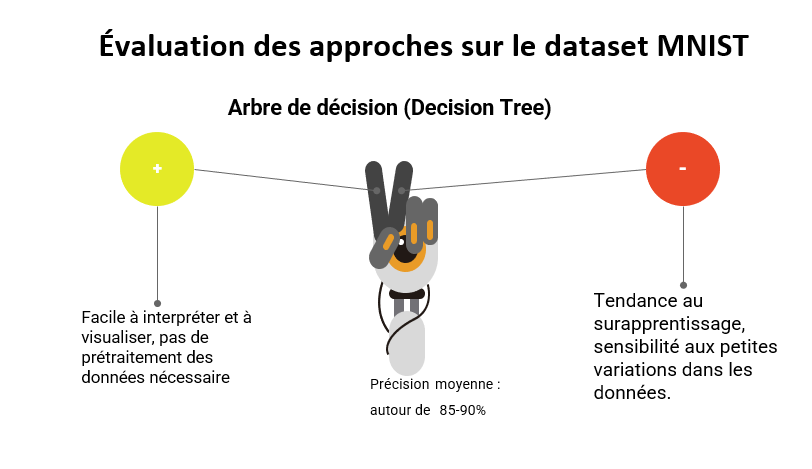 Évaluation des approches sur le dataset MNIST
Arbre de décision (Decision Tree)
+
-
Facile à interpréter et à
visualiser, pas de
prétraitement des
données nécessaire
Précision moyenne :
autour de 85-90%
Tendance au
surapprentissage,
sensibilité aux petites
variations dans les
données.